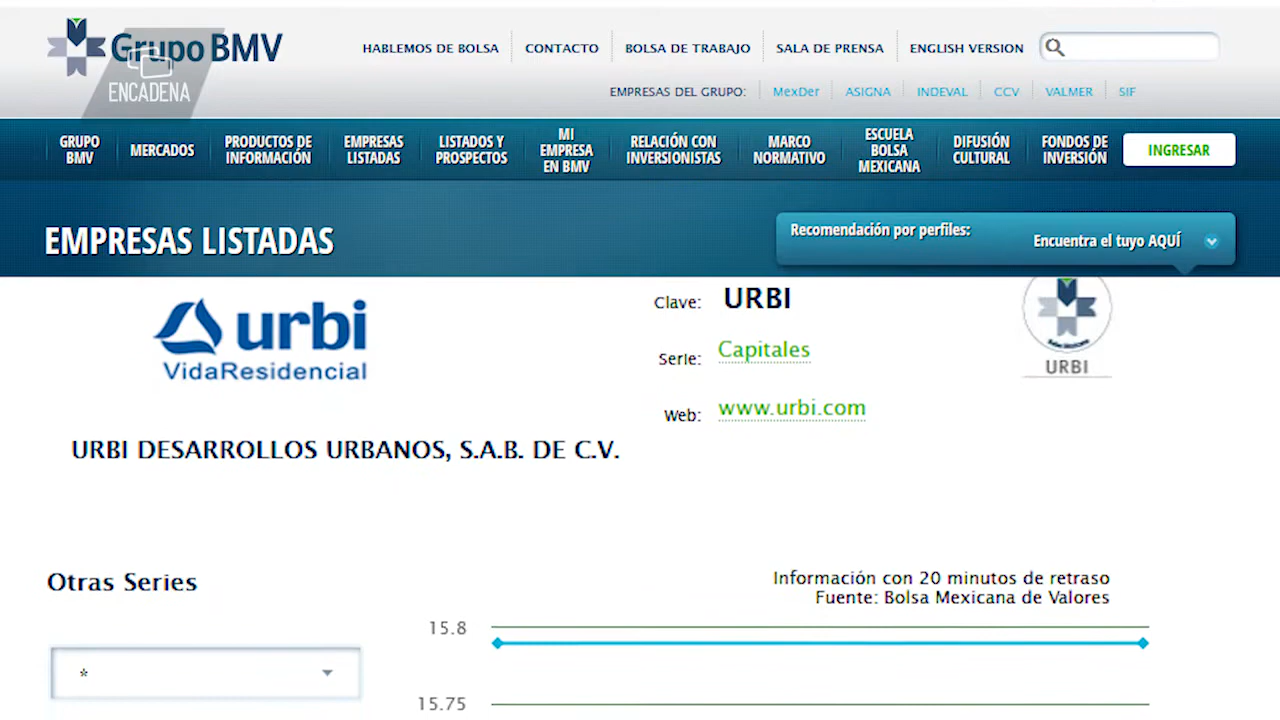 Grupo BMV
ENCADENA
HABLEMOS DE BOLSA
CONTACTO
BOLSA DE TRABAJO
SALA DE PRENSA
ENGLISH VERSION
EMPRESAS DEL GRUPO:
MexDer
ASIGNA
INDEVAL
CCV
VALMER
SIF
GRUPO
BMV
MERCADOS
PRODUCTOS DE
INFORMACIÓN
EMPRESAS
LISTADAS
LISTADOS Y
PROSPECTOS
MI
EMPRESA
EN BMV
RELACIÓN CON
INVERSIONISTAS
MARCO
NORMATIVO
ESCUELA
BOLSA
MEXICANA
DIFUSIÓN
CULTURAL
FONDOS DE
INVERSIÓN
INGRESAR
EMPRESAS LISTADAS
Recomendación por perfiles:
Encuentra el tuyo AQUÍ
urbi
VidaResidencial
Clave: URBI
Serie: Capitales
Web: www.urbi.com
URBI
URBI DESARROLLOS URBANOS, S.A.B. DE C.V.
Otras Series
*
Información con 20 minutos de retraso
Fuente: Bolsa Mexicana de Valores
15.8
15.75